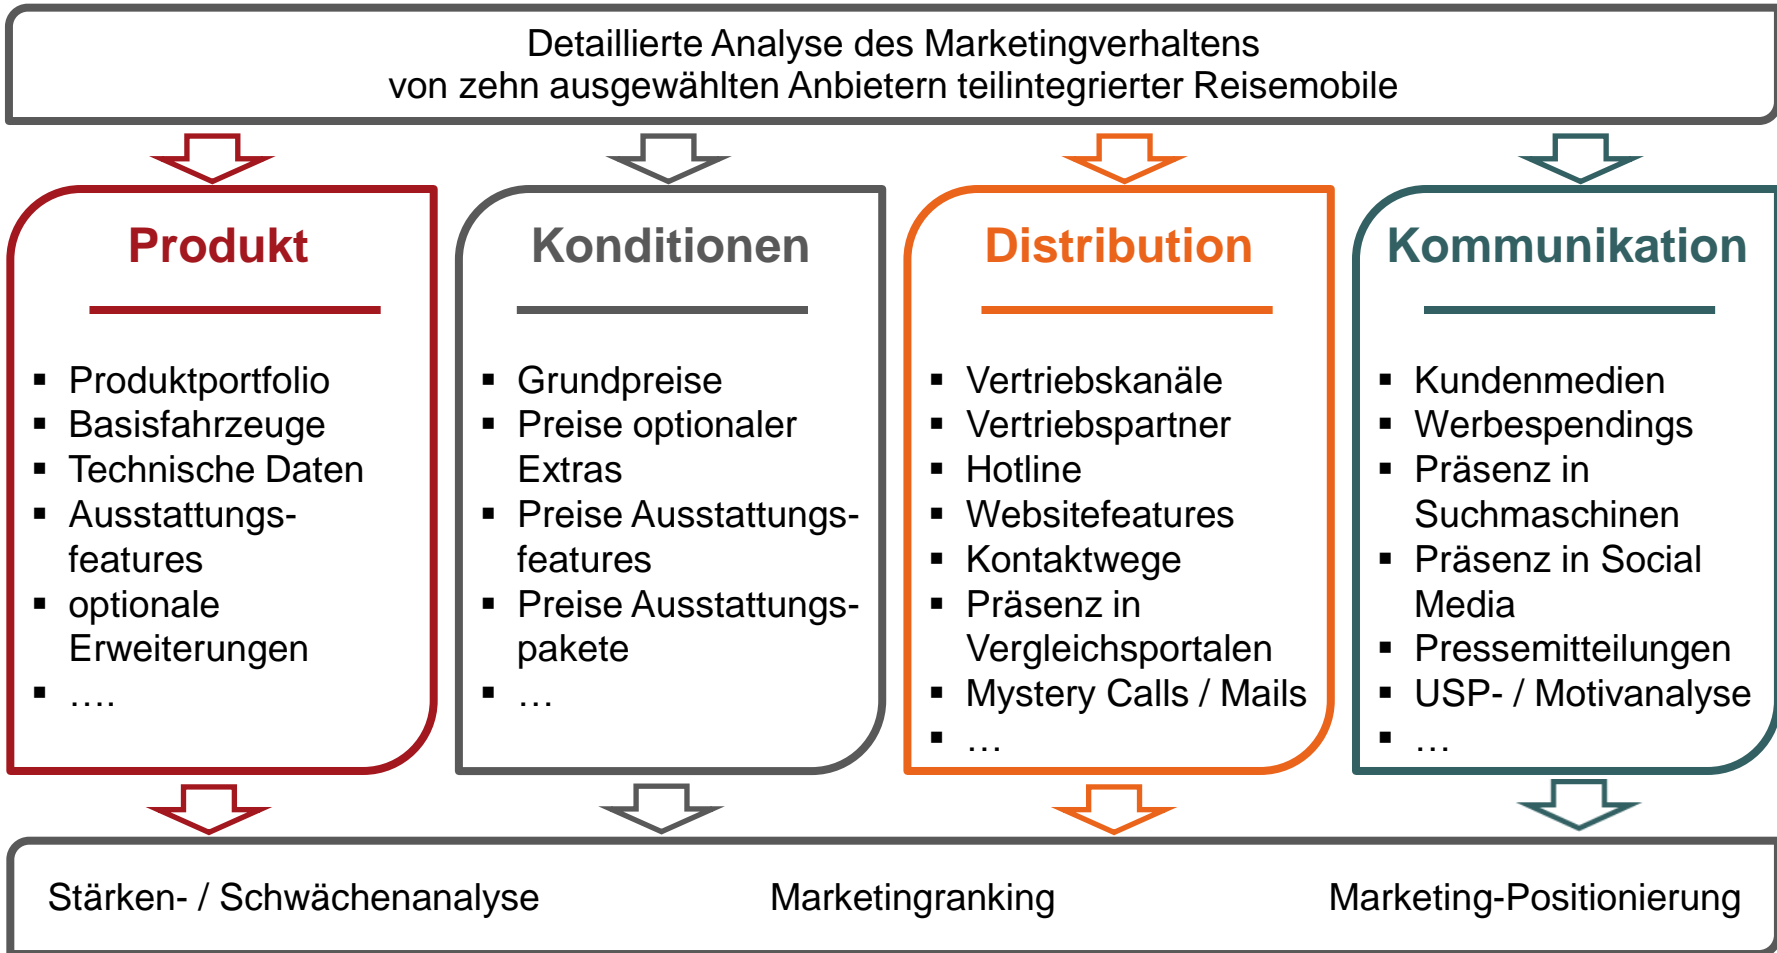 Detaillierte Analyse des Marketingverhaltens
von zehn ausgewählten Anbietern teilintegrierter Reisemobile
Produkt
▪ Produktportfolio
▪ Basisfahrzeuge
▪ Technische Daten
▪ Ausstattungs-
features
▪ optionale
Erweiterungen
▪ ….
Konditionen
▪ Grundpreise
▪ Preise optionaler
Extras
▪ Preise Ausstattungs-
features
▪ Preise Ausstattungs-
pakete
▪ …
Distribution
▪ Vertriebskanäle
▪ Vertriebspartner
▪ Hotline
▪ Websitefeatures
▪ Kontaktwege
▪ Präsenz in
Vergleichsportalen
▪ Mystery Calls / Mails
▪ …
Kommunikation
▪ Kundenmedien
▪ Werbespendings
▪ Präsenz in
Suchmaschinen
▪ Präsenz in Social
Media
▪ Pressemitteilungen
▪ USP- / Motivanalyse
▪ …
Stärken- / Schwächenanalyse
Marketingranking
Marketing-Positionierung